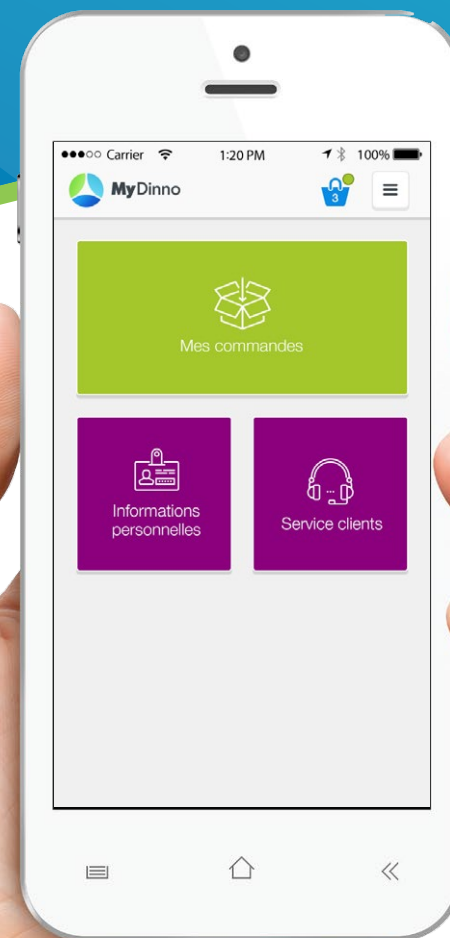 Carrier 1:20 PM 100%
MyDinno
3
Mes commandes
Informations
personnelles
Service clients